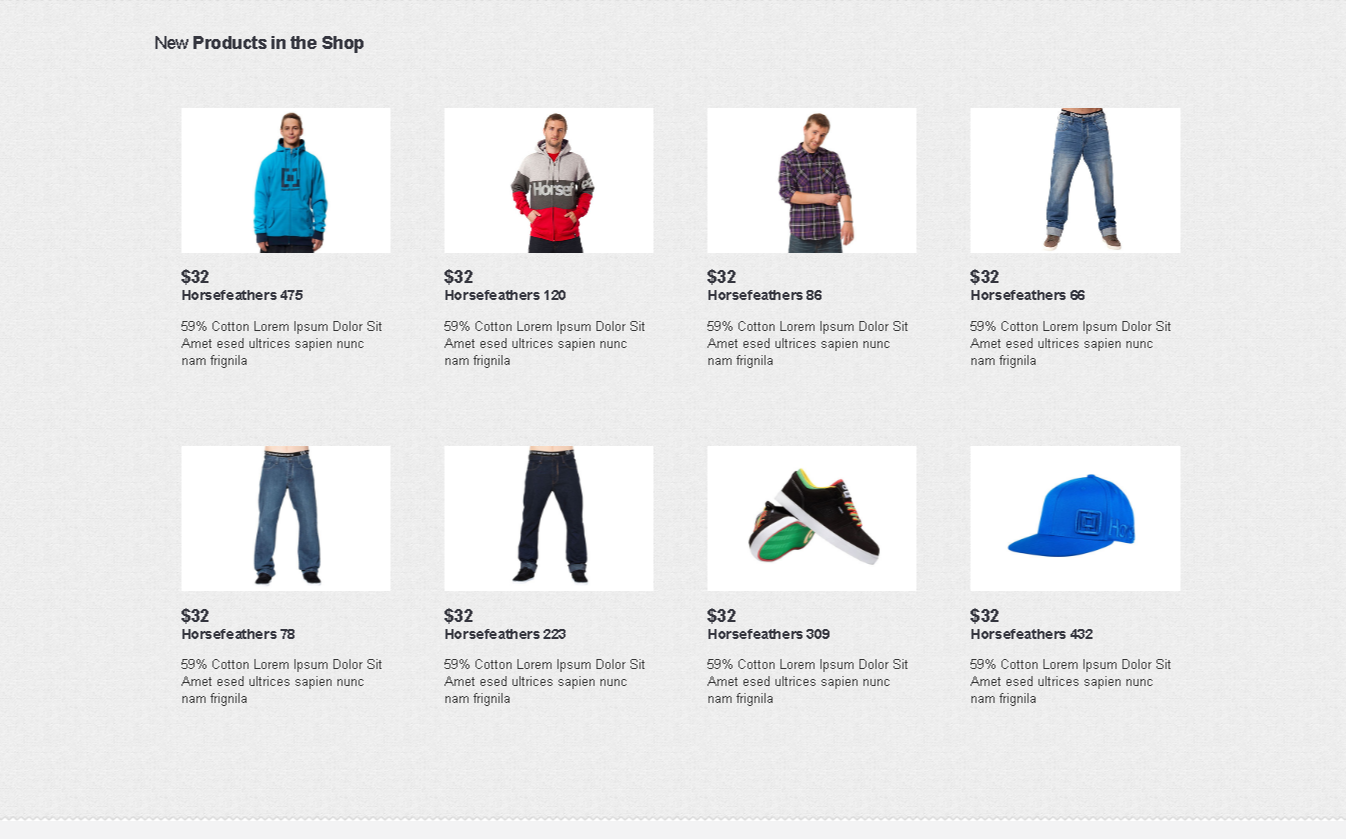 New Products in the Shop
$32
Horsefeathers 475
59% Cotton Lorem Ipsum Dolor Sit
Amet esed ultrices sapien nunc
nam frignila
$32
Horsefeathers 120
59% Cotton Lorem Ipsum Dolor Sit
Amet esed ultrices sapien nunc
nam frignila
$32
Horsefeathers 86
59% Cotton Lorem Ipsum Dolor Sit
Amet esed ultrices sapien nunc
nam frignila
$32
Horsefeathers 66
59% Cotton Lorem Ipsum Dolor Sit
Amet esed ultrices sapien nunc
nam frignila
$32
Horsefeathers 78
59% Cotton Lorem Ipsum Dolor Sit
Amet esed ultrices sapien nunc
nam frignila
$32
Horsefeathers 223
59% Cotton Lorem Ipsum Dolor Sit
Amet esed ultrices sapien nunc
nam frignila
$32
Horsefeathers 309
59% Cotton Lorem Ipsum Dolor Sit
Amet esed ultrices sapien nunc
nam frignila
$32
Horsefeathers 432
59% Cotton Lorem Ipsum Dolor Sit
Amet esed ultrices sapien nunc
nam frignila